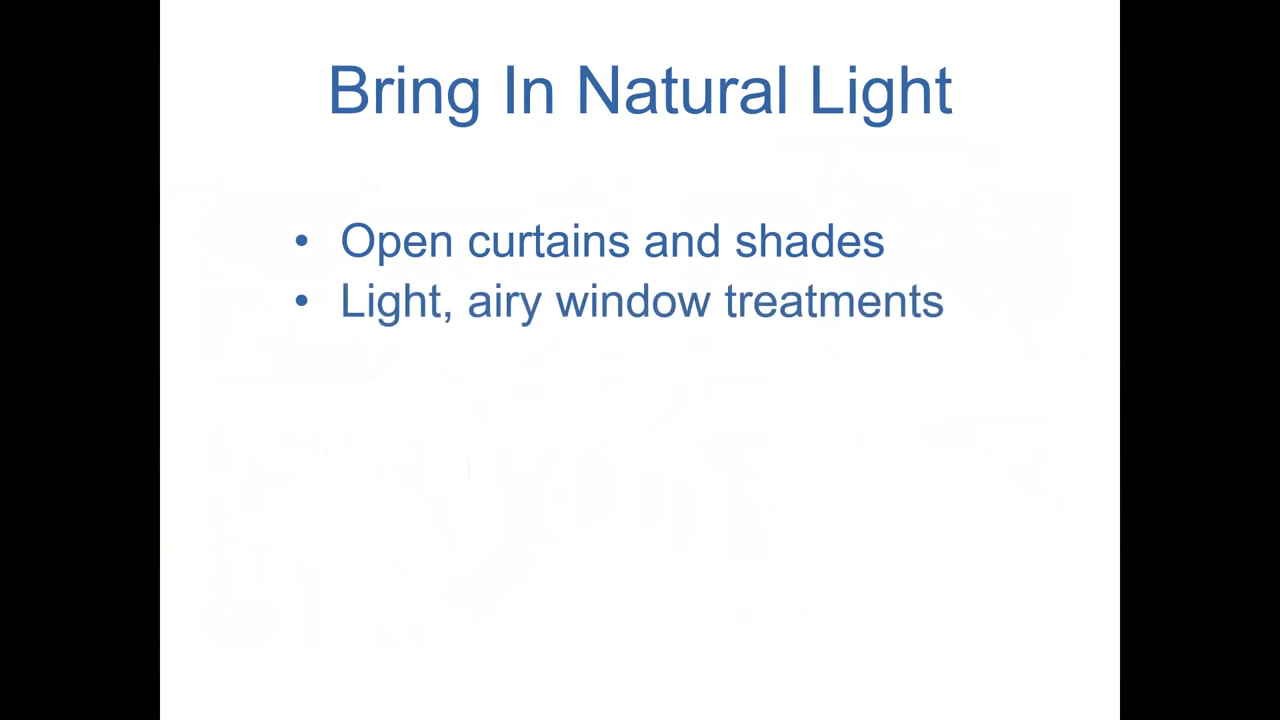 Bring In Natural Light
• Open curtains and shades
• Light, airy window treatments